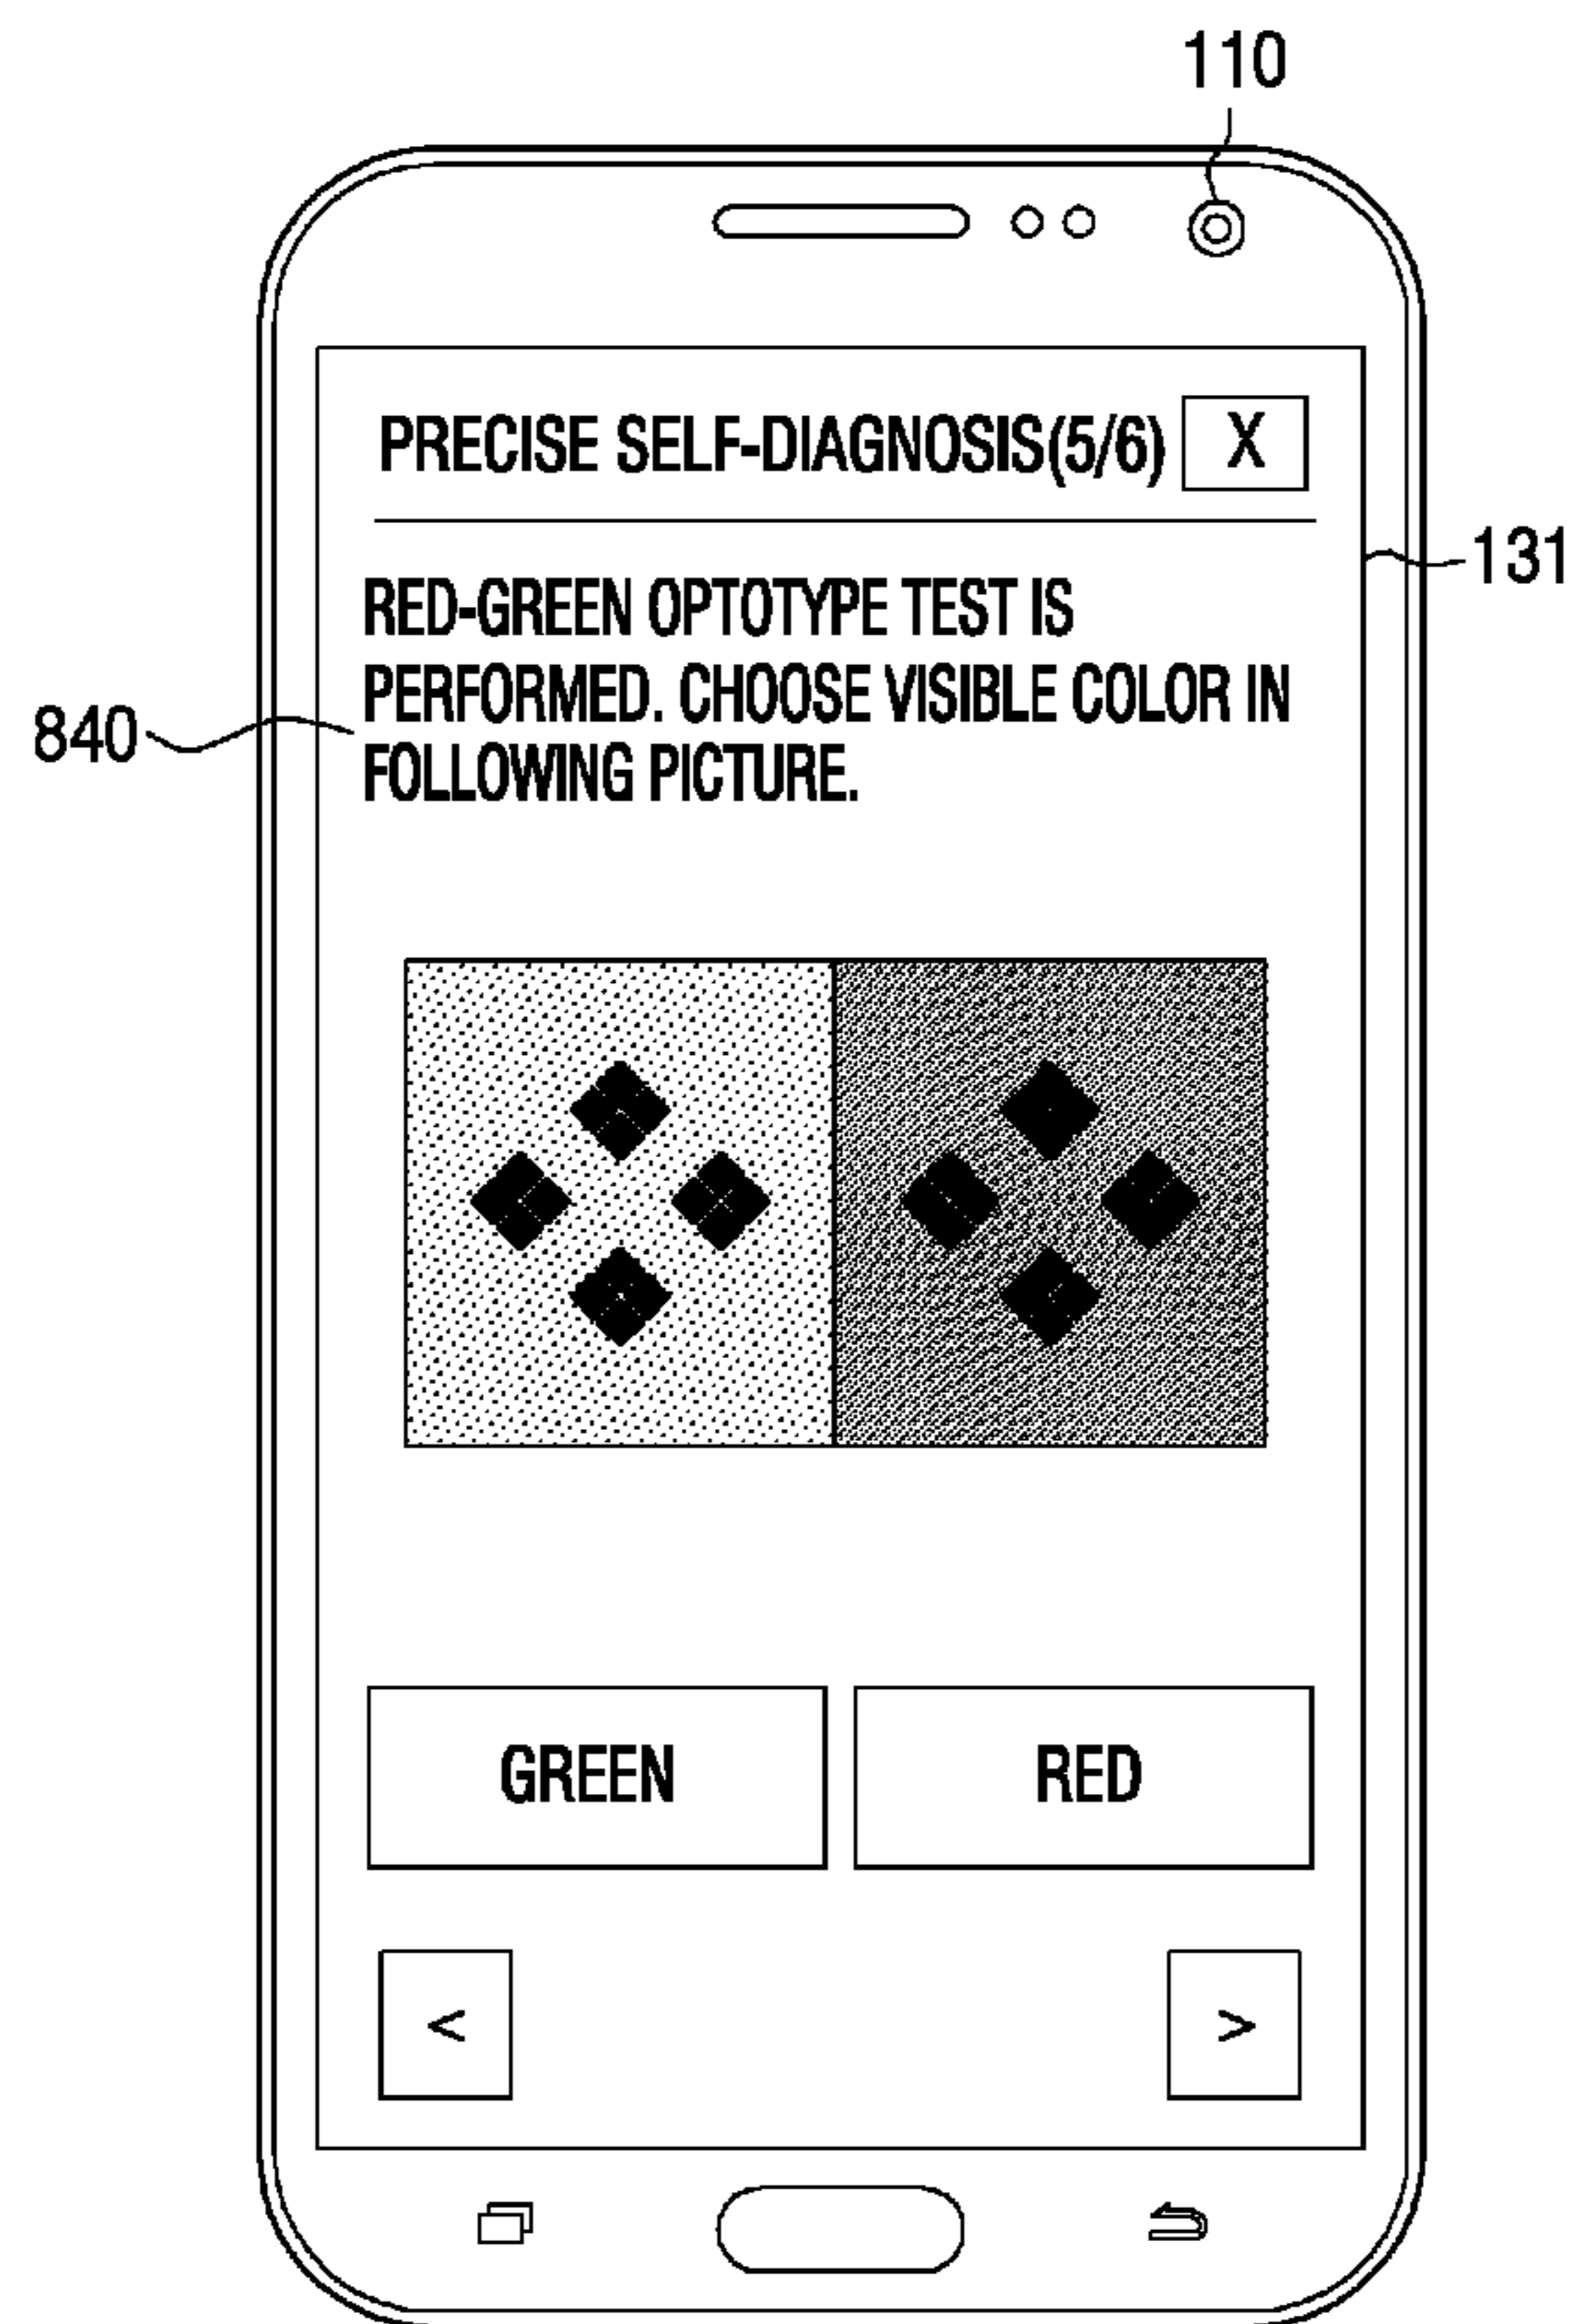 110
PRECISE SELF-DIAGNOSIS(5/6) X
131
RED-GREEN OPTOTYPE TEST IS
PERFORMED. CHOOSE VISIBLE COLOR IN
840
FOLLOWING PICTURE.
GREEN RED
< >